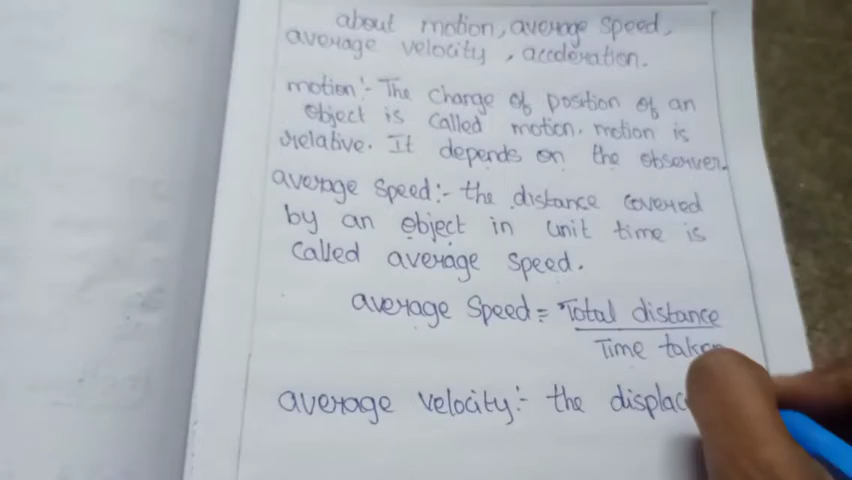 about motion, average speed,
average velocity, acceleration.
motion:- The change of position of an
object is called motion. motion is
relative. It depends on the observer.
average speed:- the distance covered
by an object in unit time is
called average speed.
average speed = Total distance
Time taken
average velocity:- the